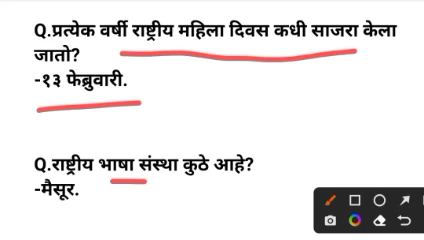 Q.प्रत्येक वर्षी राष्ट्रीय महिला दिवस कधी साजरा केला
जातो?
-१३ फेब्रुवारी.
Q.राष्ट्रीय भाषा संस्था कुठे आहे?
-मैसूर.